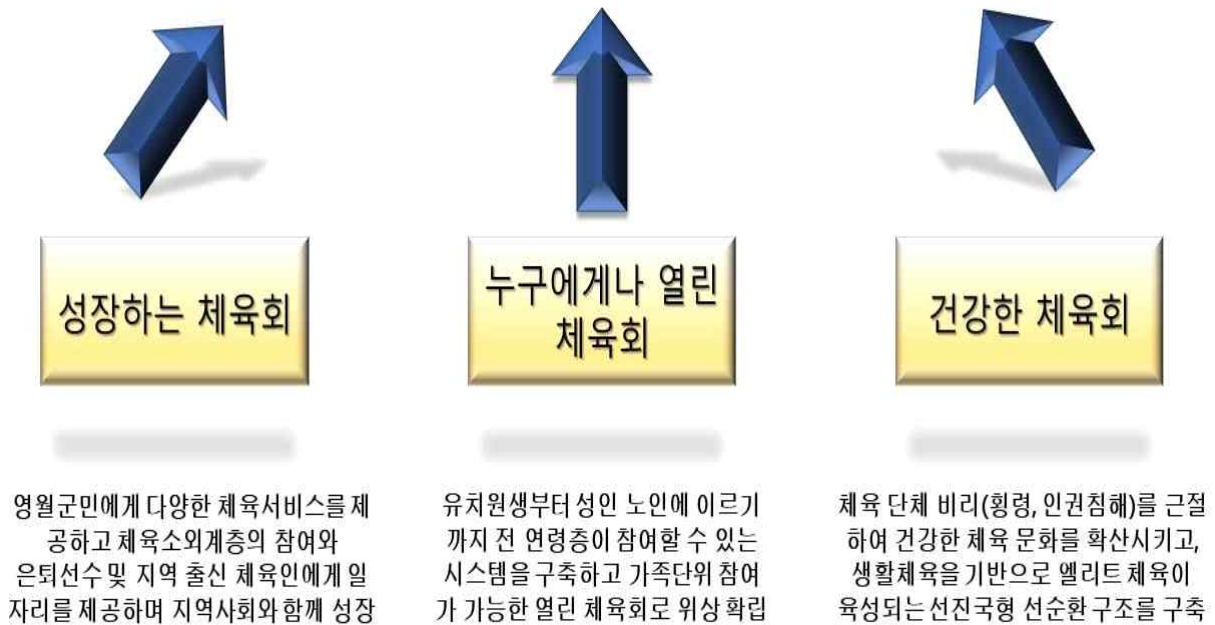 성장하는 체육회
영월군민에게 다양한 체육서비스를 제
공하고 체육소외계층의 참여와
은퇴선수 및 지역 출신 체육인에게 일
자리를 제공하며 지역사회와 함께 성장
누구에게나 열린
체육회
유치원생부터 성인 노인에 이르기
까지 전 연령층이 참여할 수 있는
시스템을 구축하고 가족단위 참여
가 가능한 열린 체육회로 위상 확립
건강한 체육회
체육 단체 비리(횡령, 인권침해)를 근절
하여 건강한 체육 문화를 확산시키고,
생활체육을 기반으로 엘리트 체육이
육성되는 선진국형 선순환 구조를 구축